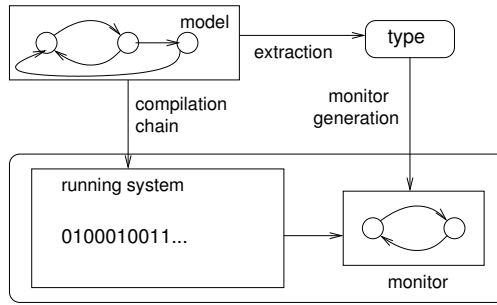 model
type
extraction
compilation
chain
monitor
generation
running system
0100010011...
monitor